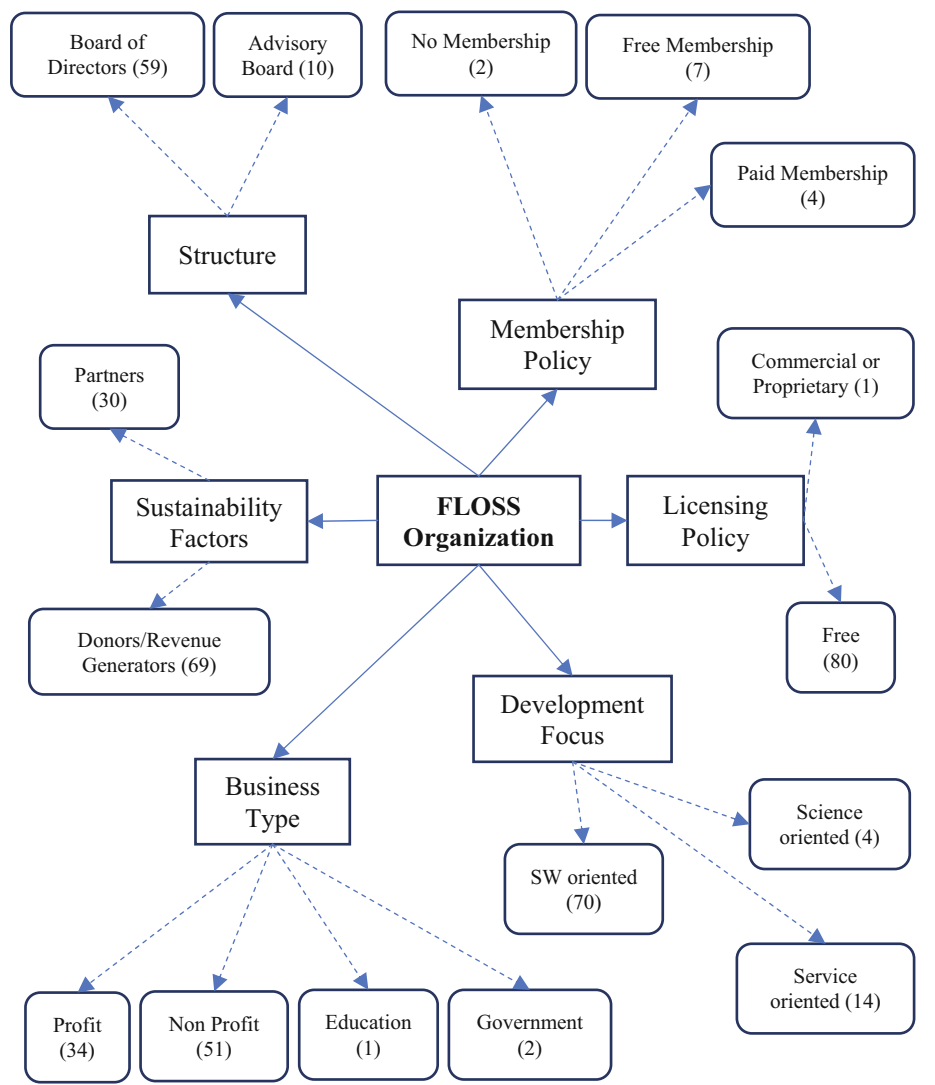 Board of
Directors (59)
Advisory
Board (10)
No Membership
(2)
Free Membership
(7)
Paid Membership
(4)
Structure
Membership
Policy
Commercial or
Proprietary (1)
Partners
(30)
Sustainability
Factors
FLOSS
Organization
Licensing
Policy
Donors/Revenue
Generators (69)
Free
(80)
Development
Focus
Business
Type
Science
oriented (4)
SW oriented
(70)
Service
oriented (14)
Profit
(34)
Non Profit
(51)
Education
(1)
Government
(2)